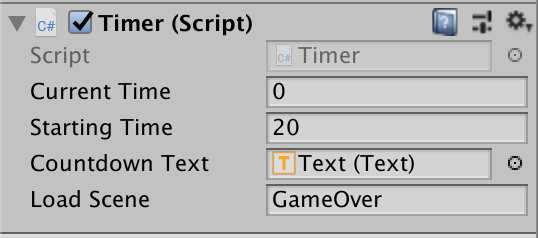 C# Timer (Script)
Script C# Timer
Current Time 0
Starting Time 20
Countdown Text T Text (Text)
Load Scene GameOver